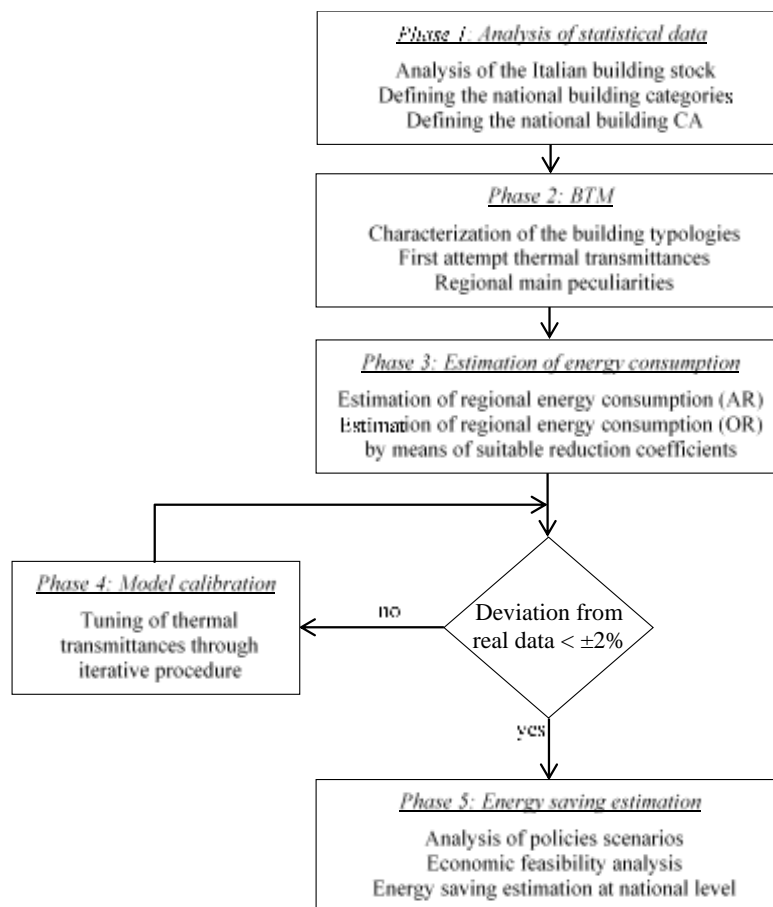 Phase 1: Analysis of statistical data
Analysis of the Italian building stock
Defining the national building categories
Defining the national building CA
Phase 2: BTM
Characterization of the building typologies
First attempt thermal transmittances
Regional main peculiarities
Phase 3: Estimation of energy consumption
Estimation of regional energy consumption (AR)
Estimation of regional energy consumption (OR)
by means of suitable reduction coefficients
Phase 4: Model calibration
Tuning of thermal
transmittances through
iterative procedure
no
Deviation from
real data < ±2%
yes
Phase 5: Energy saving estimation
Analysis of policies scenarios
Economic feasibility analysis
Energy saving estimation at national level